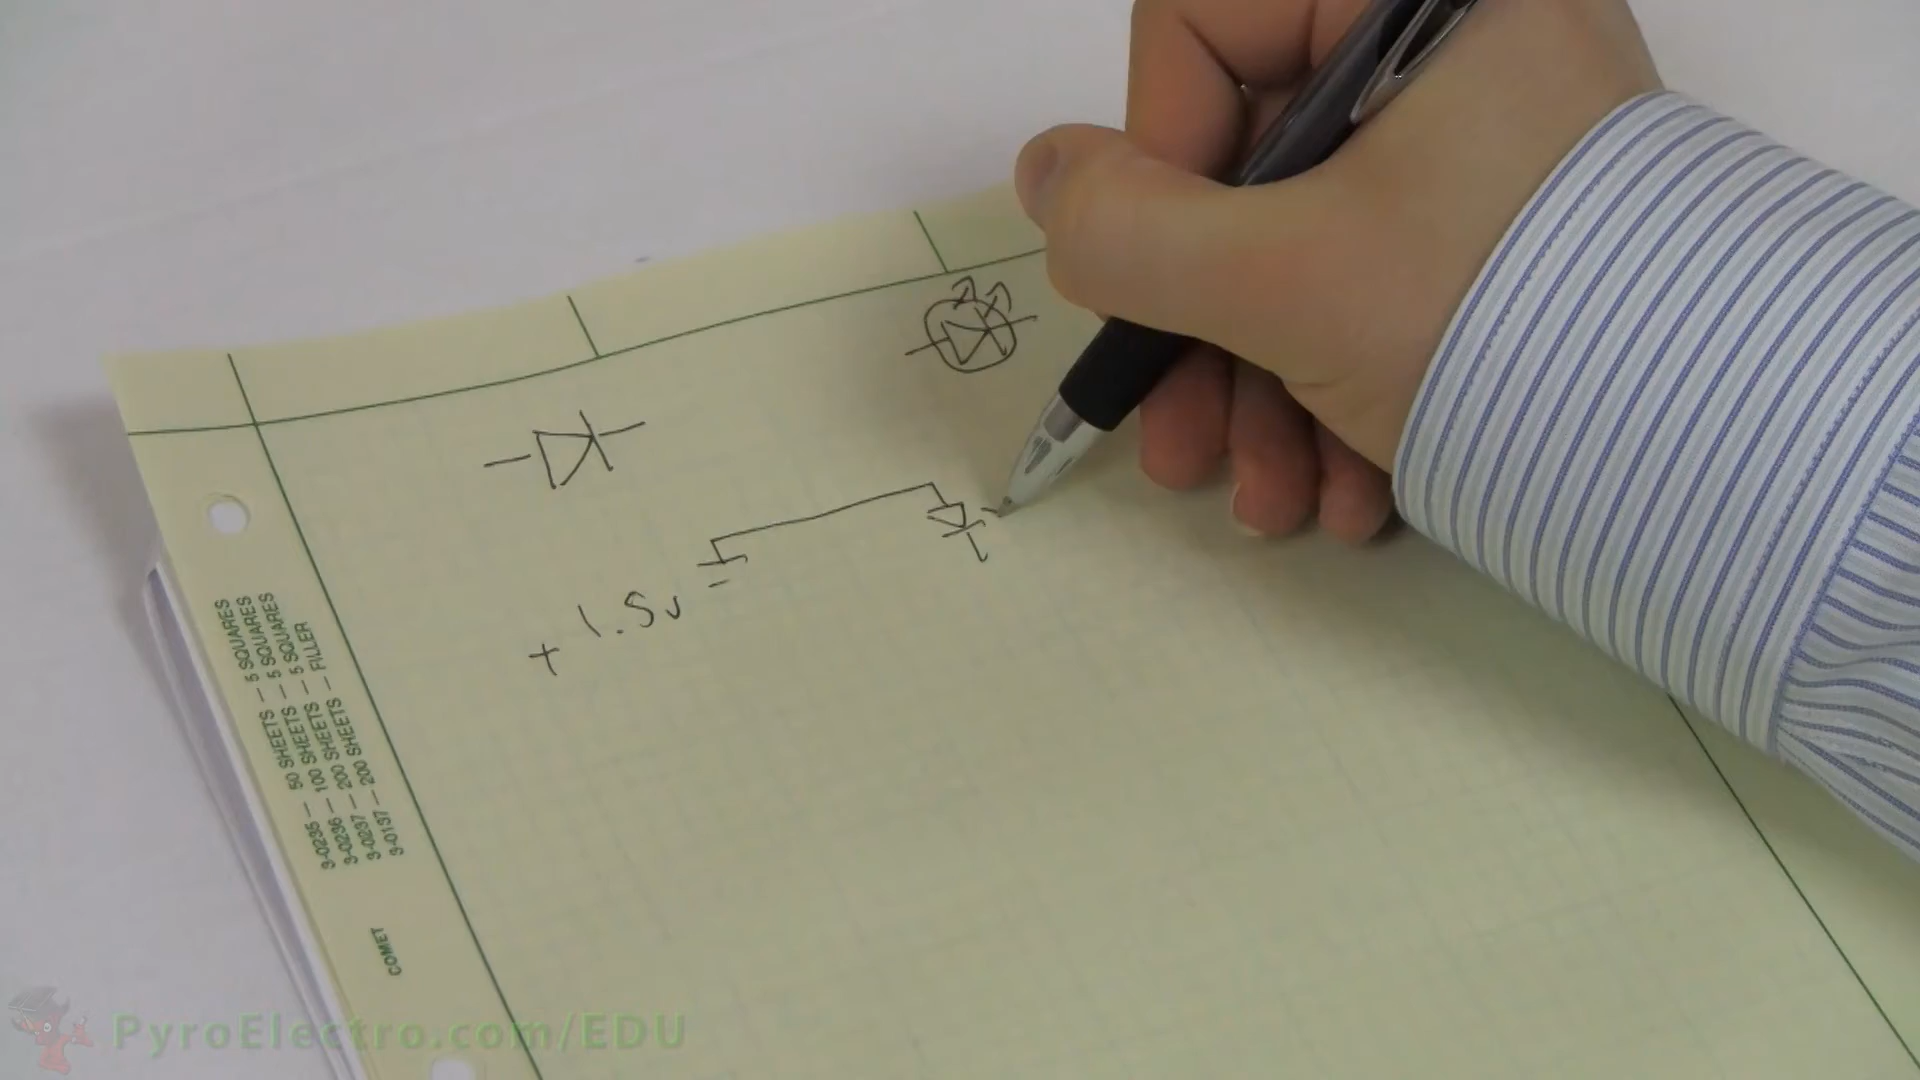 + 1.5v
3-0235 — 50 SHEETS — 5 SQUARES
3-0236 — 100 SHEETS — 5 SQUARES
3-0237 — 200 SHEETS — 5 SQUARES
3-0137 — 200 SHEETS — FILLER
COMET
PyroElectro.com/EDU